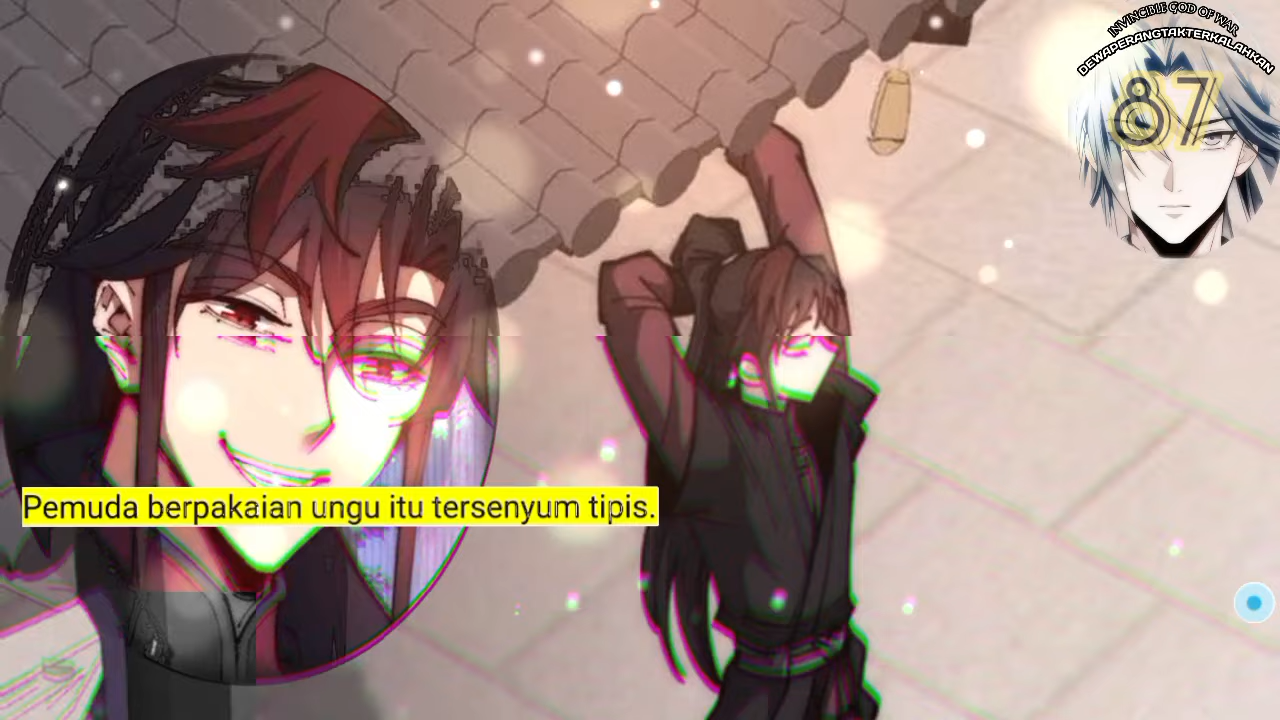 INVINCIBLE GOD OF WAR
DEWAPERANGTAKTERKALAHKAN
87
Pemuda berpakaian ungu itu tersenyum tipis.